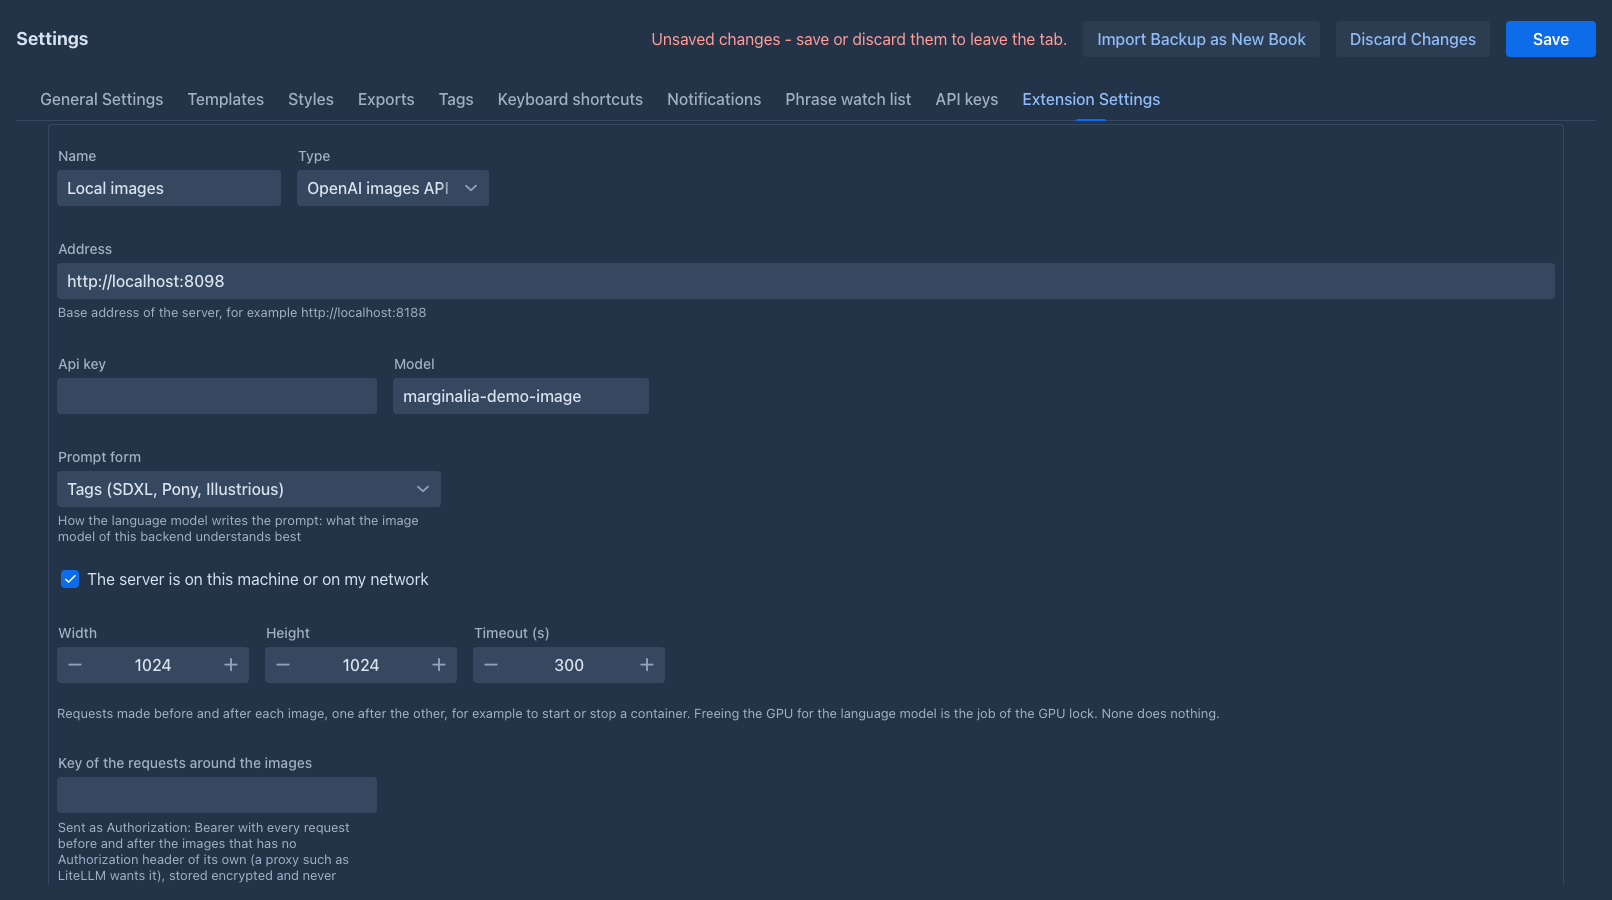 Settings
Unsaved changes - save or discard them to leave the tab.
Import Backup as New Book
Discard Changes
Save
General Settings
Templates
Styles
Exports
Tags
Keyboard shortcuts
Notifications
Phrase watch list
API keys
Extension Settings
Name
Type
Local images
OpenAI images API
Address
http://localhost:8098
Base address of the server, for example http://localhost:8188
Api key
Model
marginalia-demo-image
Prompt form
Tags (SDXL, Pony, Illustrious)
How the language model writes the prompt: what the image
model of this backend understands best
The server is on this machine or on my network
Width
Height
Timeout (s)
1024
1024
300
Requests made before and after each image, one after the other, for example to start or stop a container. Freeing the GPU for the language model is the job of the GPU lock. None does nothing.
Key of the requests around the images
Sent as Authorization: Bearer with every request
before and after the images that has no
Authorization header of its own (a proxy such as
LiteLLM wants it), stored encrypted and never